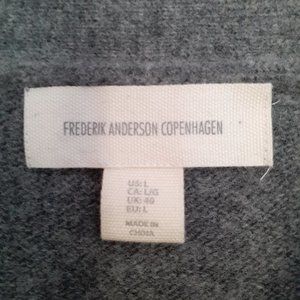 FREDERIK ANDERSON COPENHAGEN
US: L
CA: L/G
UK: 40
EU: L
MADE IN
CHINA